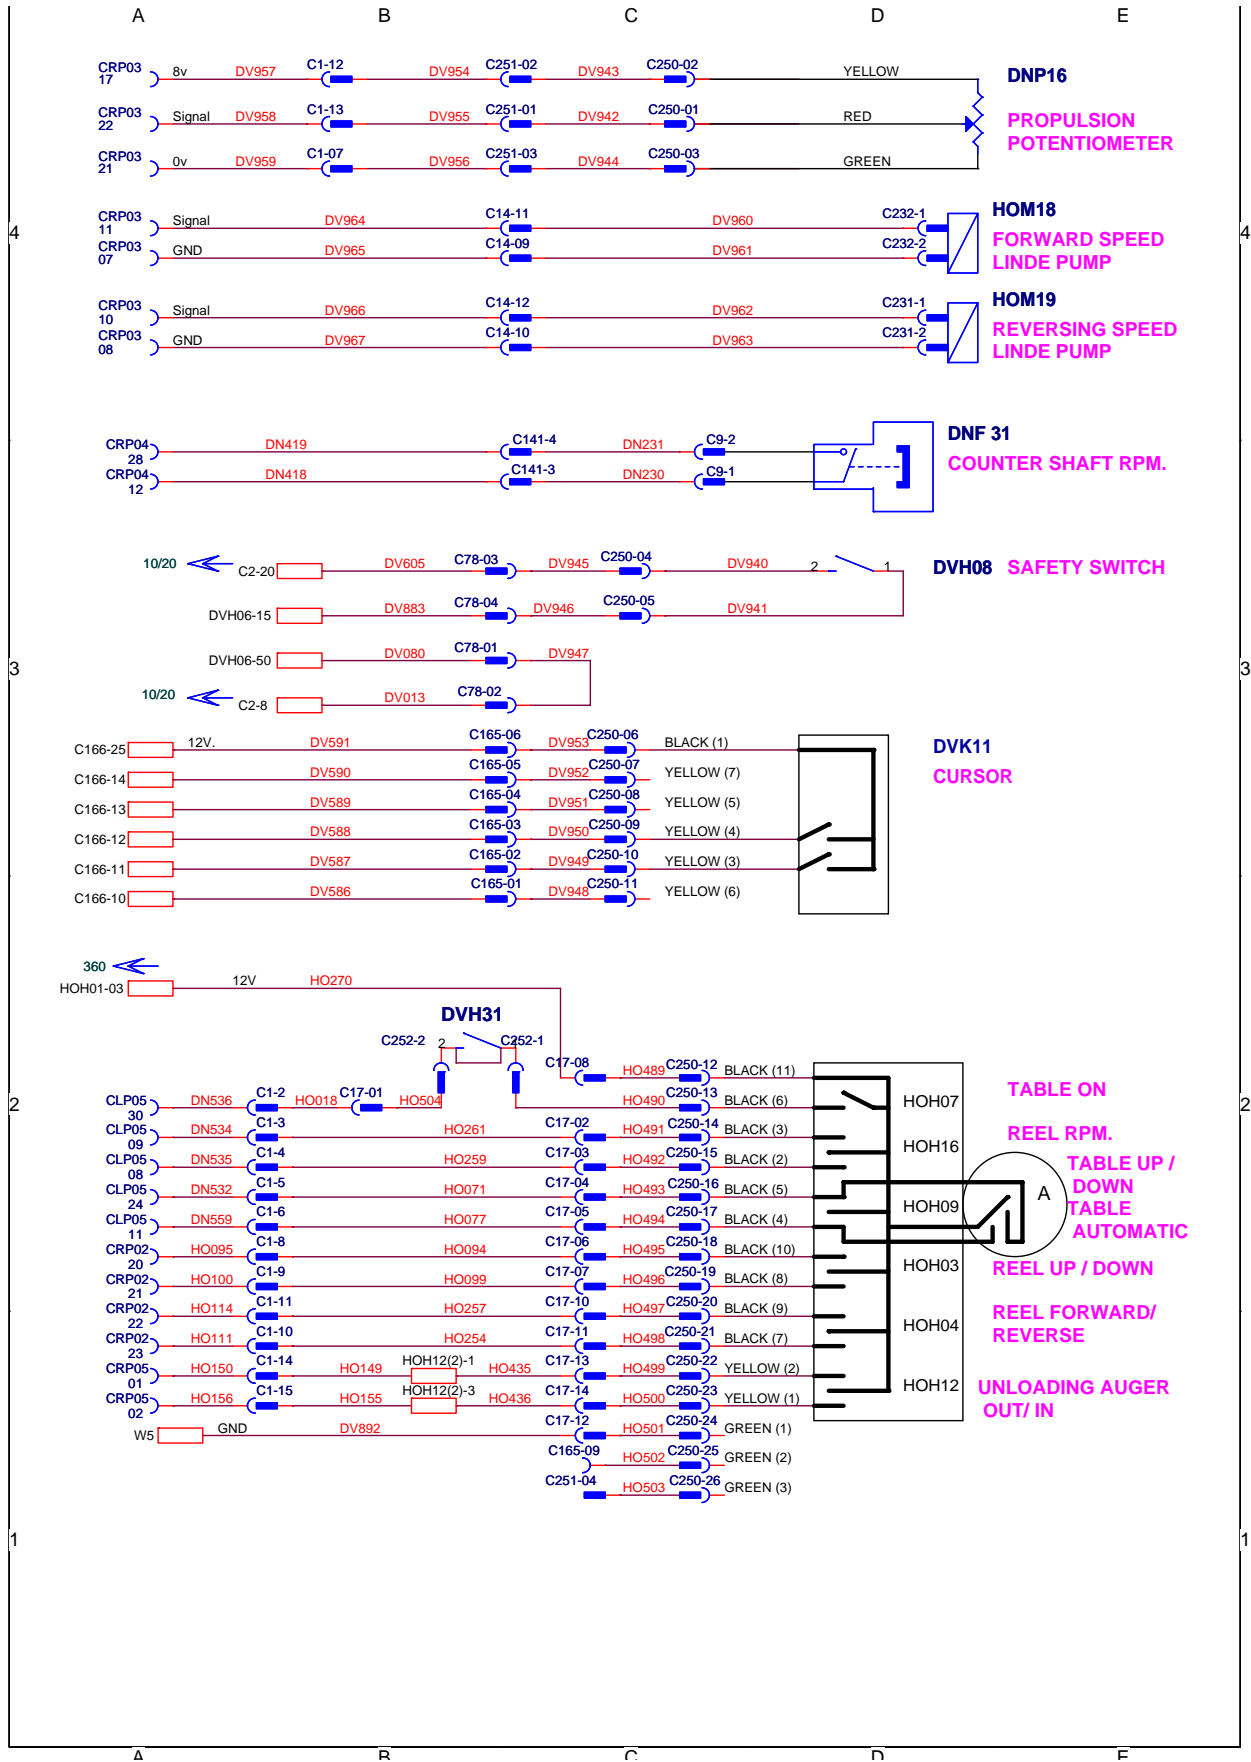 A B C D E
CRP03 17 8v DV957 C1-12 DV954 C251-02 DV943 C250-02 YELLOW DNP16
CRP03 22 Signal DV958 C1-13 DV955 C251-01 DV942 C250-01 RED PROPULSION
POTENTIOMETER
CRP03 21 0v DV959 C1-07 DV956 C251-03 DV944 C250-03 GREEN
CRP03 11 Signal DV964 C14-11 DV960 C232-1 HOM18
4 FORWARD SPEED 4
CRP03 07 GND DV965 C14-09 DV961 C232-2 LINDE PUMP
CRP03 10 Signal DV966 C14-12 DV962 C231-1 HOM19
REVERSING SPEED
CRP03 08 GND DV967 C14-10 DV963 C231-2 LINDE PUMP
CRP04 28 DN419 C141-4 DN231 C9-2 DNF 31
COUNTER SHAFT RPM.
CRP04 12 DN418 C141-3 DN230 C9-1
10/20 C2-20 DV605 C78-03 DV945 C250-04 DV940 2 1 DVH08 SAFETY SWITCH
DVH06-15 DV883 C78-04 DV946 C250-05 DV941
DVH06-50 DV080 C78-01 DV947
3 3
10/20 C2-8 DV013 C78-02
C166-25 12V. DV591 C165-06 DV953 C250-06 BLACK (1) DVK11
C166-14 DV590 C165-05 DV952 C250-07 YELLOW (7) CURSOR
C166-13 DV589 C165-04 DV951 C250-08 YELLOW (5)
C166-12 DV588 C165-03 DV950 C250-09 YELLOW (4)
C166-11 DV587 C165-02 DV949 C250-10 YELLOW (3)
C166-10 DV586 C165-01 DV948 C250-11 YELLOW (6)
360
HOH01-03 12V HO270
DVH31
C252-2 2 C252-1
C17-08 HO489 C250-12 BLACK (11)
TABLE ON
2 CLP05 30 DN536 C1-2 HO018 C17-01 HO504 HO490 C250-13 BLACK (6) HOH07 2
CLP05 09 DN534 C1-3 HO261 C17-02 HO491 C250-14 BLACK (3) REEL RPM.
HOH16
CLP05 08 DN535 C1-4 HO259 C17-03 HO492 C250-15 BLACK (2) TABLE UP /
DOWN
CLP05 24 DN532 C1-5 HO071 C17-04 HO493 C250-16 BLACK (5) A
HOH09 TABLE
CLP05 11 DN559 C1-6 HO077 C17-05 HO494 C250-17 BLACK (4) AUTOMATIC
CRP02 20 HO095 C1-8 HO094 C17-06 HO495 C250-18 BLACK (10)
HOH03 REEL UP / DOWN
CRP02 21 HO100 C1-9 HO099 C17-07 HO496 C250-19 BLACK (8)
CRP02 22 HO114 C1-11 HO257 C17-10 HO497 C250-20 BLACK (9) REEL FORWARD/
HOH04
CRP02 23 HO111 C1-10 HO254 C17-11 HO498 C250-21 BLACK (7) REVERSE
CRP05 01 HO150 C1-14 HO149 HOH12(2)-1 HO435 C17-13 HO499 C250-22 YELLOW (2)
HOH12 UNLOADING AUGER
CRP05 02 HO156 C1-15 HO155 HOH12(2)-3 HO436 C17-14 HO500 C250-23 YELLOW (1) OUT/ IN
W5 GND DV892 C17-12 HO501 C250-24 GREEN (1)
C165-09 HO502 C250-25 GREEN (2)
C251-04 HO503 C250-26 GREEN (3)
1 1
A B C D E